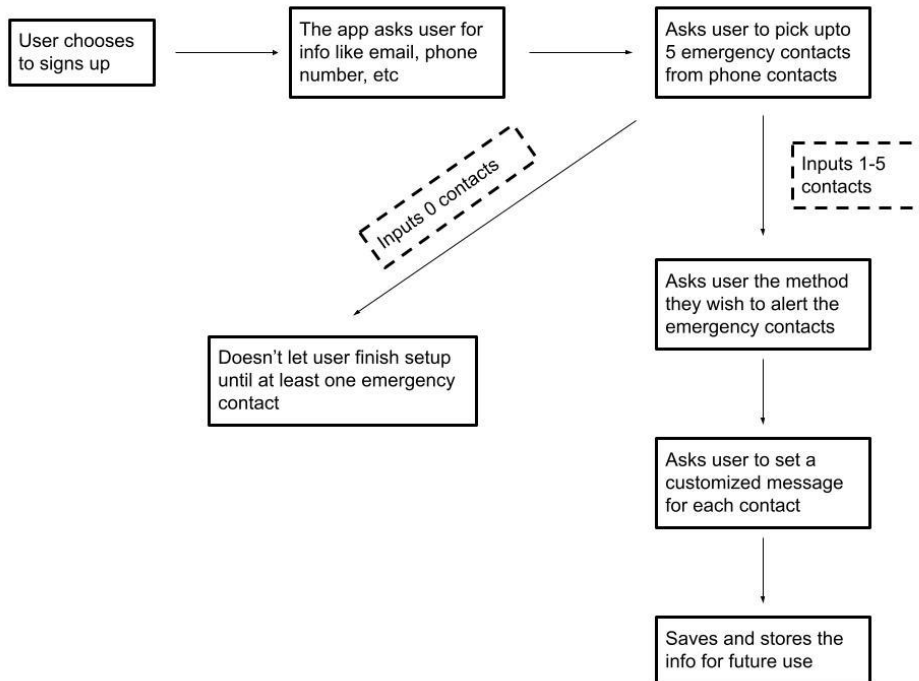 User chooses
to signs up
The app asks user for
info like email, phone
number, etc
Asks user to pick upto
5 emergency contacts
from phone contacts
Inputs 0 contacts
Inputs 1-5
contacts
Asks user the method
they wish to alert the
emergency contacts
Doesn't let user finish setup
until at least one emergency
contact
Asks user to set a
customized message
for each contact
Saves and stores the
info for future use